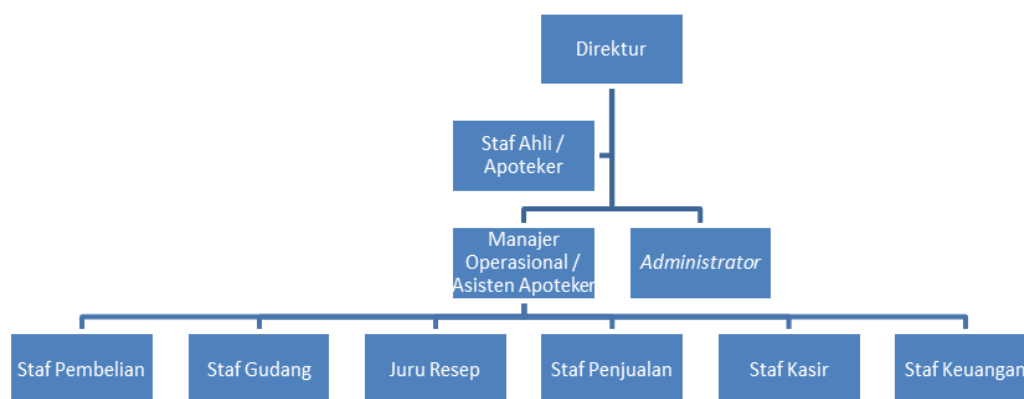 Direktur
Staf Ahli /
Apoteker
Manajer
Operasional /
Asisten Apoteker
Administrator
Staf Pembelian
Staf Gudang
Juru Resep
Staf Penjualan
Staf Kasir
Staf Keuangan